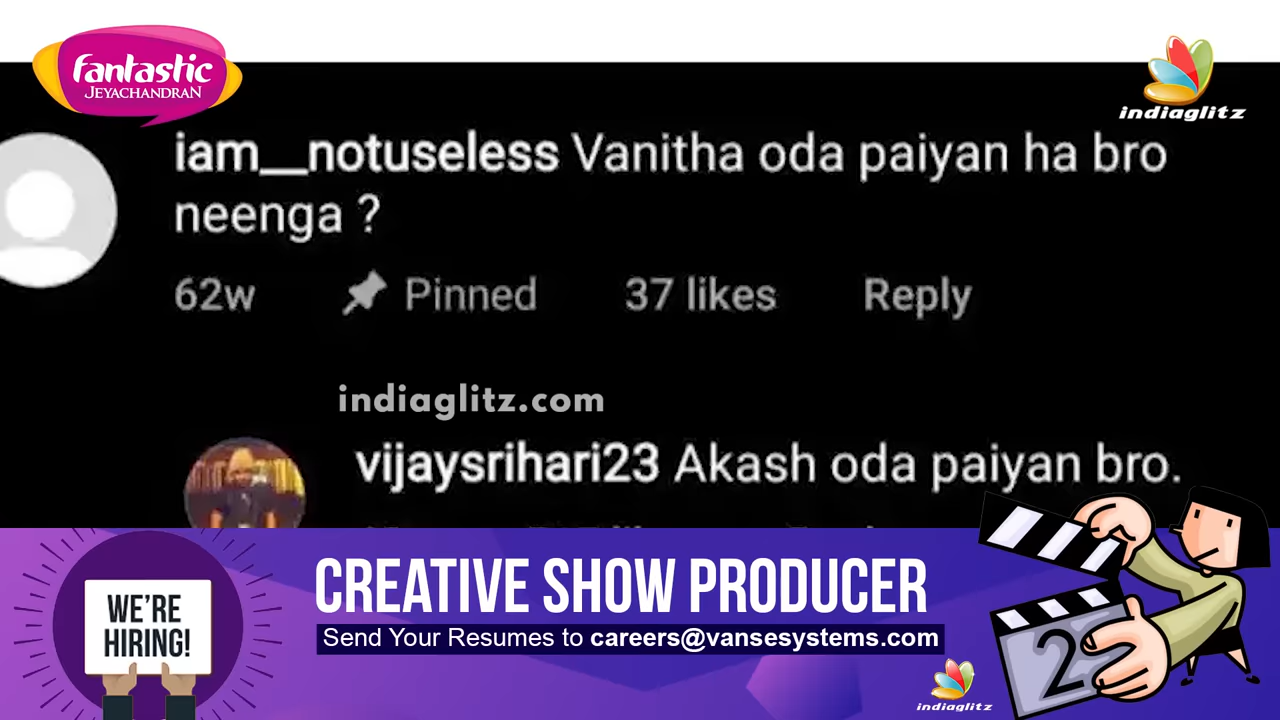 fantastic
JEYACHANDRAN
indiaglitz
iam__notuseless Vanitha oda paiyan ha bro
neenga ?
62w Pinned 37 likes Reply
indiaglitz.com
vijaysrihari23 Akash oda paiyan bro.
WE'RE
HIRING!
CREATIVE SHOW PRODUCER
Send Your Resumes to careers@vansesystems.com
indiaglitz
2